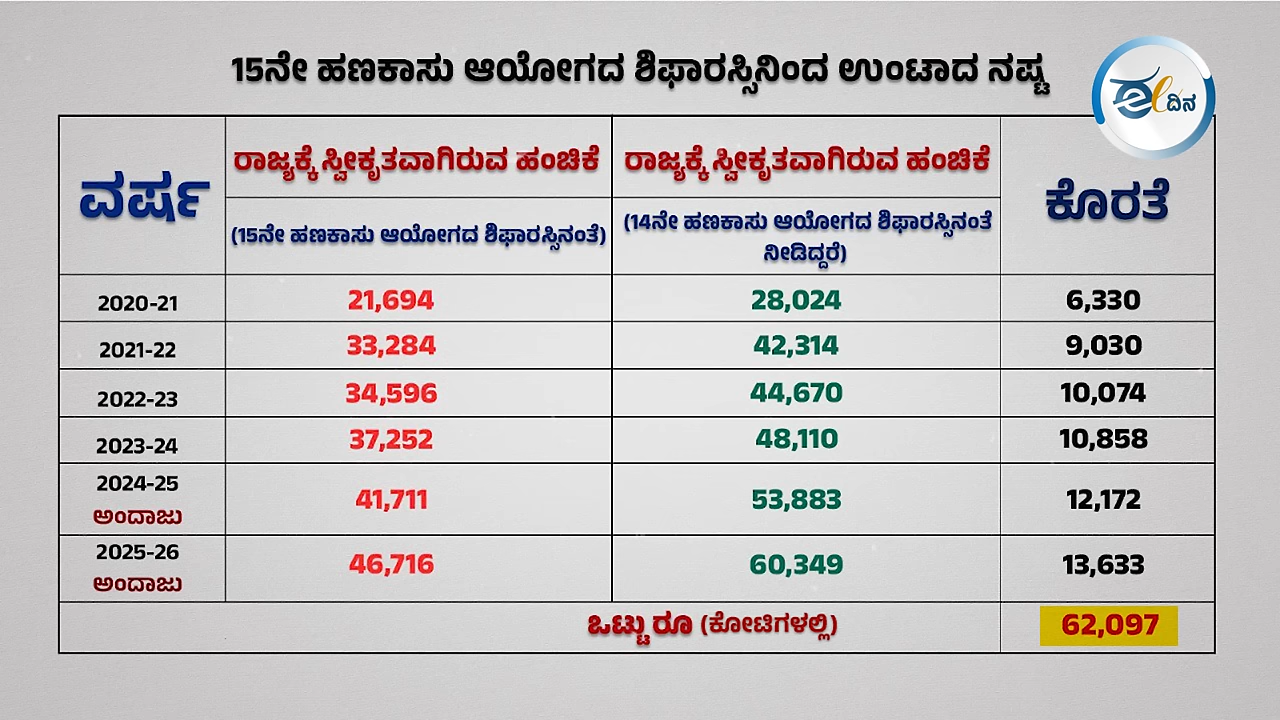 15ನೇ ಹಣಕಾಸು ಆಯೋಗದ ಶಿಫಾರಸ್ಸಿನಿಂದ ಉಂಟಾದ ನಷ್ಟ
el ದಿನ
ವರ್ಷ
ರಾಜ್ಯಕ್ಕೆ ಸ್ವೀಕೃತವಾಗಿರುವ ಹಂಚಿಕೆ
(15ನೇ ಹಣಕಾಸು ಆಯೋಗದ ಶಿಫಾರಸ್ಸಿನಂತೆ)
ರಾಜ್ಯಕ್ಕೆ ಸ್ವೀಕೃತವಾಗಿರುವ ಹಂಚಿಕೆ
(14ನೇ ಹಣಕಾಸು ಆಯೋಗದ ಶಿಫಾರಸ್ಸಿನಂತೆ
ನೀಡಿದ್ದರೆ)
ಕೊರತೆ
2020-21 21,694 28,024 6,330
2021-22 33,284 42,314 9,030
2022-23 34,596 44,670 10,074
2023-24 37,252 48,110 10,858
2024-25 41,711 53,883 12,172
ಅಂದಾಜು
2025-26 46,716 60,349 13,633
ಅಂದಾಜು
ಒಟ್ಟು ರೂ (ಕೋಟಿಗಳಲ್ಲಿ) 62,097